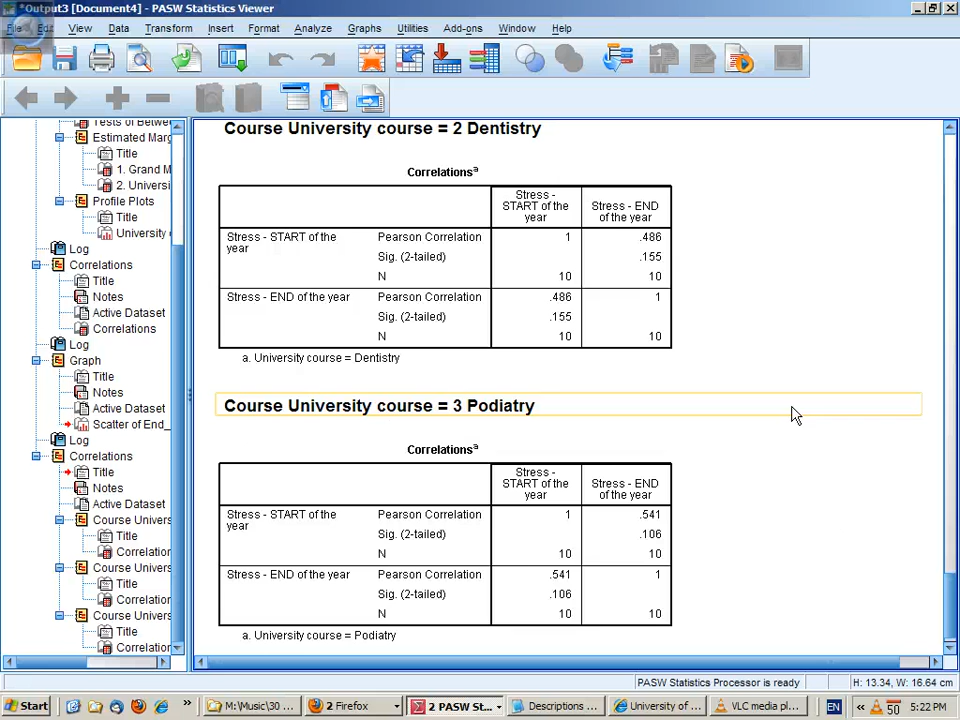 *Output3 [Document4] - PASW Statistics Viewer
File Edit View Data Transform Insert Format Analyze Graphs Utilities Add-ons Window Help
Tests of Betwe
Estimated Marg
Title
1. Grand M
2. Universi
Profile Plots
Title
University
Log
Correlations
Title
Notes
Active Dataset
Correlations
Log
Graph
Title
Notes
Active Dataset
Scatter of End_
Log
Correlations
Title
Notes
Active Dataset
Course Univers
Title
Correlation
Course Univers
Title
Correlation
Course Univers
Title
Correlation
Course University course = 2 Dentistry
Correlationsa
Stress - START of the year Stress - END of the year
Stress - START of the year Pearson Correlation 1 .486
Sig. (2-tailed) .155
N 10 10
Stress - END of the year Pearson Correlation .486 1
Sig. (2-tailed) .155
N 10 10
a. University course = Dentistry
Course University course = 3 Podiatry
Correlationsa
Stress - START of the year Stress - END of the year
Stress - START of the year Pearson Correlation 1 .541
Sig. (2-tailed) .106
N 10 10
Stress - END of the year Pearson Correlation .541 1
Sig. (2-tailed) .106
N 10 10
a. University course = Podiatry
PASW Statistics Processor is ready H: 13.34, W: 16.64 cm
Start » M:\Music\30 ... 2 Firefox 2 PASW St... Descriptions ... University of ... VLC media pl... EN « 50 5:22 PM